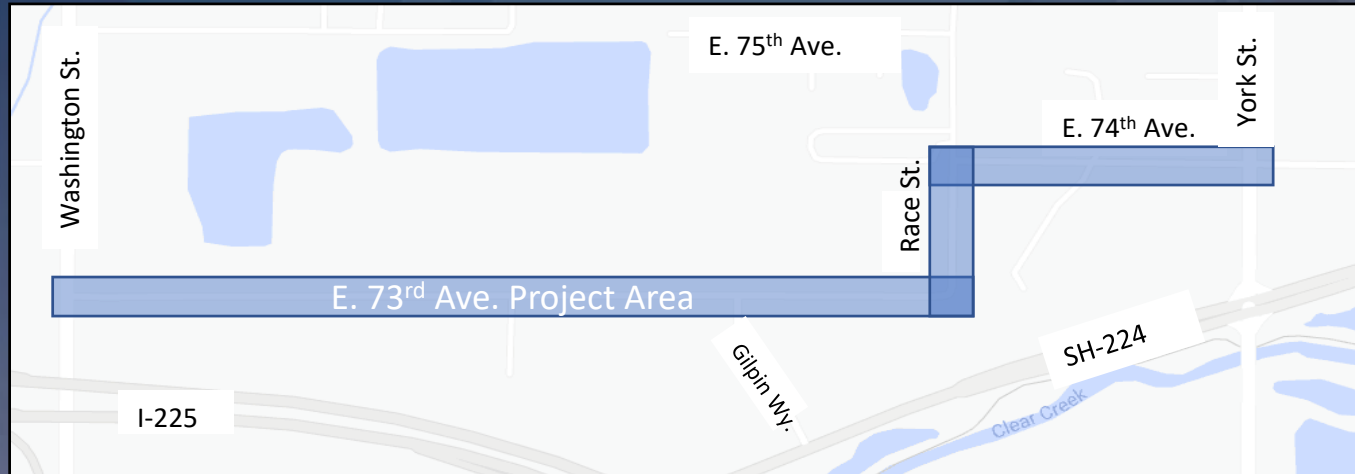 E. 75th Ave.
Washington St.
York St.
E. 74th Ave.
Race St.
E. 73rd Ave. Project Area
Gilpin Wy.
SH-224
I-225
Clear Creek